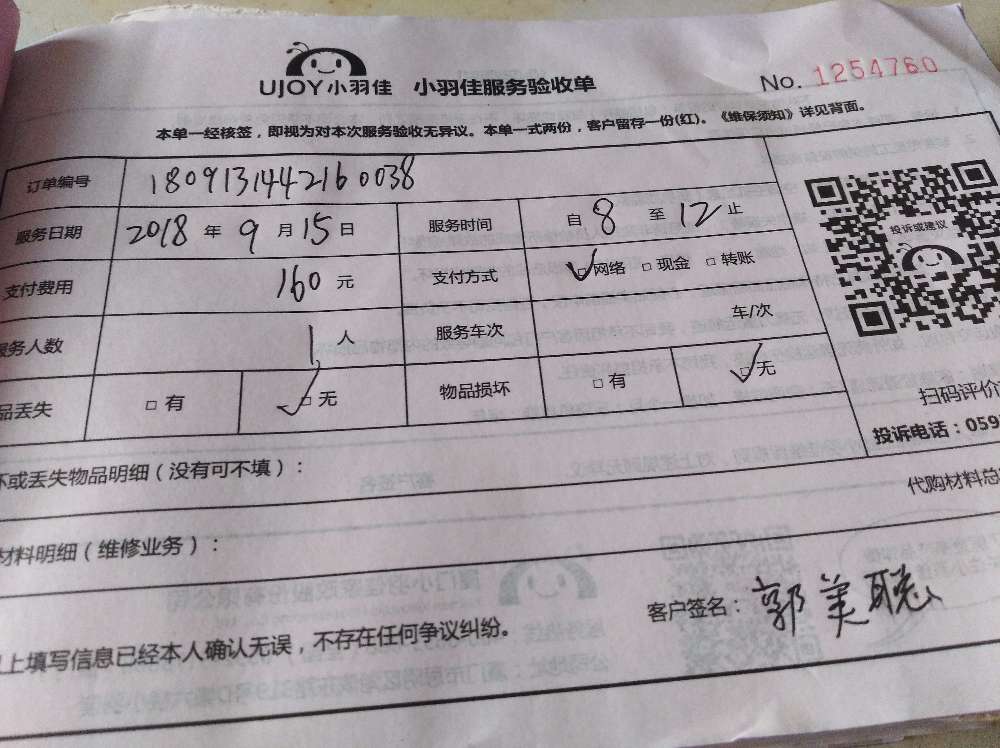 UJOY小羽佳 小羽佳服务验收单 No. 1254760
本单一经核签，即视为对本次服务验收无异议。本单一式两份，客户留存一份(红)。《维保须知》详见背面。
订单编号 1809131442160038
服务日期 2018 年 9 月 15 日 服务时间 自 8 至 12 止
投诉或建议
支付费用 160 元 支付方式 ☑网络 □现金 □转账
服务人数 1 人 服务车次 车/次
品丢失 □有 ☑无 物品损坏 □有 ☑无
扫码评价
投诉电话：059
坏或丢失物品明细（没有可不填）：
代购材料总
材料明细（维修业务）：
客户签名：郭美聪
以上填写信息已经本人确认无误，不存在任何争议纠纷。